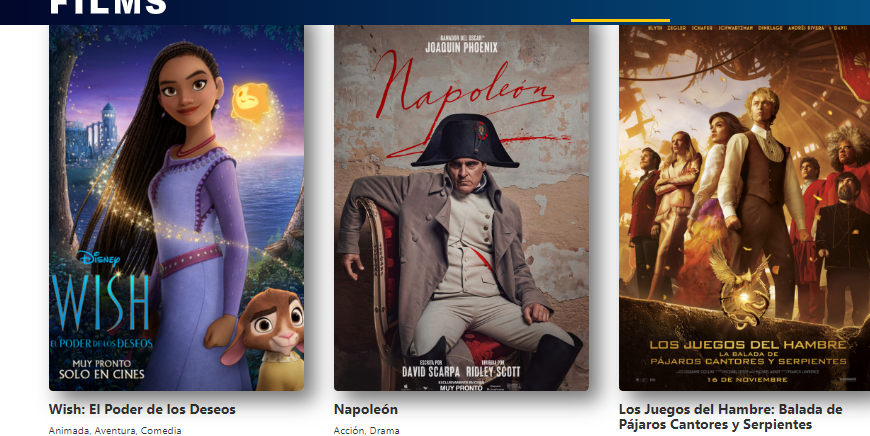 FILMS
Disney
WISH
EL PODER DE LOS DESEOS
MUY PRONTO
SOLO EN CINES
GANADOR DEL OSCAR
JOAQUIN PHOENIX
Napoleón
ESCRITA POR
DAVID SCARPA
DIRIGIDA POR
RIDLEY SCOTT
EXCLUSIVAMENTE EN CINES
MUY PRONTO
BLYTH ZEGLER SCHAFER SCHWARTZMAN DINKLAGE ANDRÉS RIVERA DAVIS
LOS JUEGOS DEL HAMBRE
LA BALADA DE
PÁJAROS CANTORES Y SERPIENTES
16 DE NOVIEMBRE
Wish: El Poder de los Deseos
Animada, Aventura, Comedia
Napoleón
Acción, Drama
Los Juegos del Hambre: Balada de
Pájaros Cantores y Serpientes